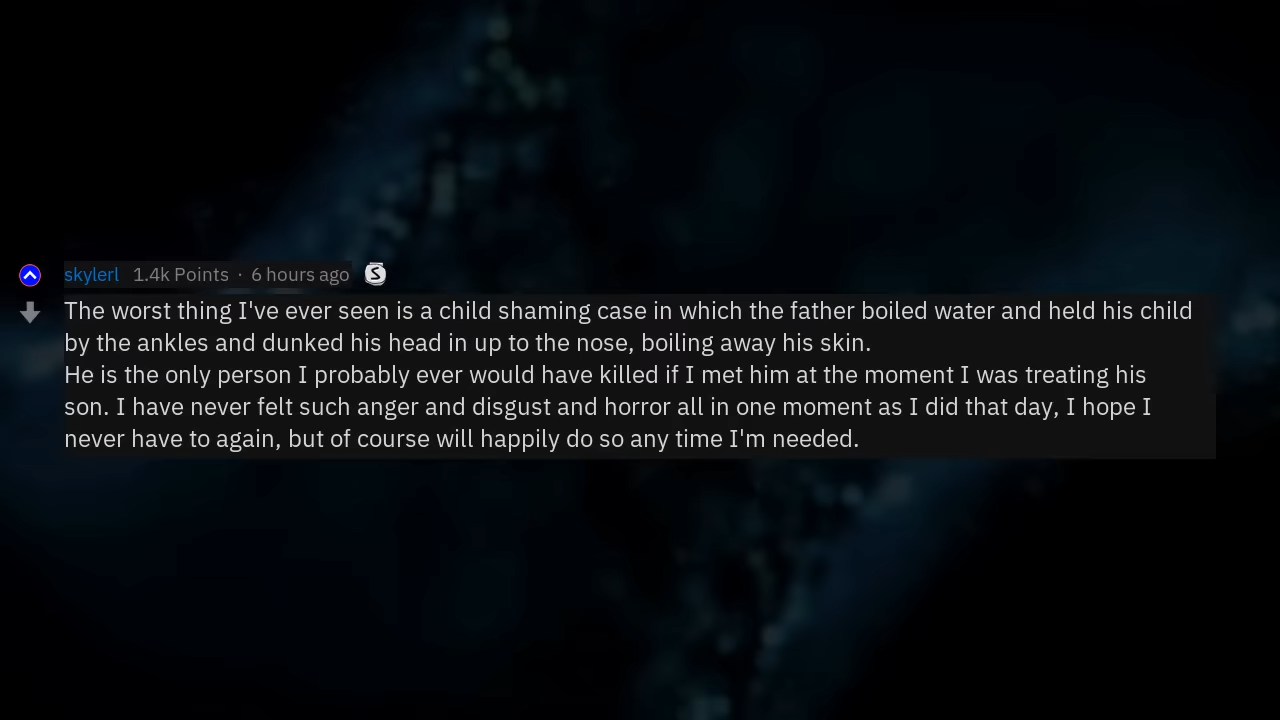 skylerl 1.4k Points · 6 hours ago S
The worst thing I've ever seen is a child shaming case in which the father boiled water and held his child
by the ankles and dunked his head in up to the nose, boiling away his skin.
He is the only person I probably ever would have killed if I met him at the moment I was treating his
son. I have never felt such anger and disgust and horror all in one moment as I did that day, I hope I
never have to again, but of course will happily do so any time I'm needed.